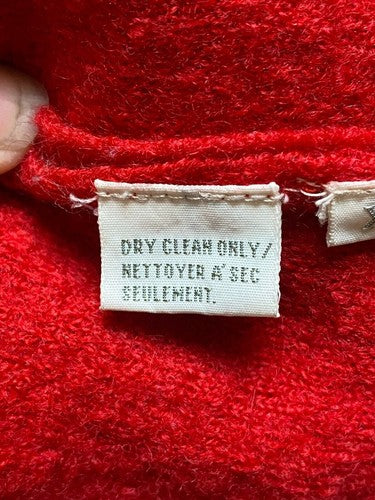 DRY CLEAN ONLY/
NETTOYER A' SEC
SEULEMENT.